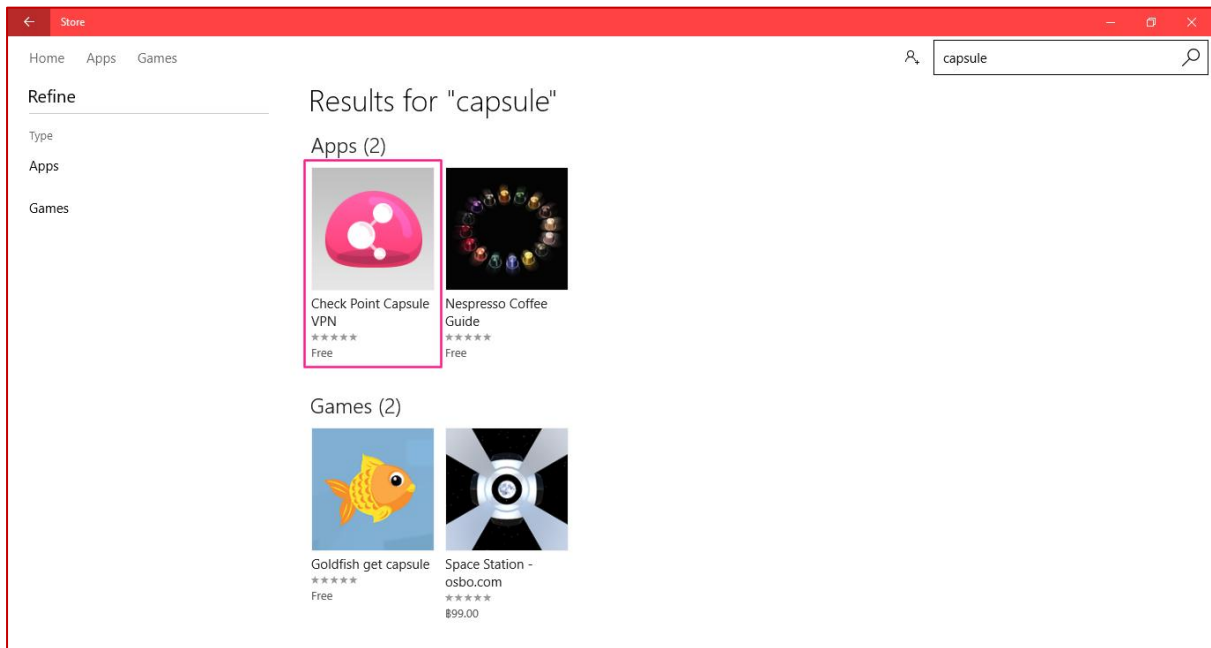 Store
Home Apps Games
capsule
Refine
Type
Apps
Games
Results for "capsule"
Apps (2)
Check Point Capsule
VPN
Free
Nespresso Coffee
Guide
Free
Games (2)
Goldfish get capsule
Free
Space Station -
osbo.com
฿99.00